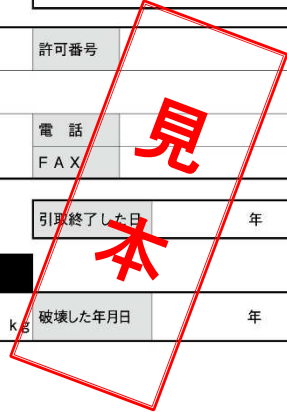 許可番号
電 話
FAX
見本
引取終了した日 年
kg 破壊した年月日 年